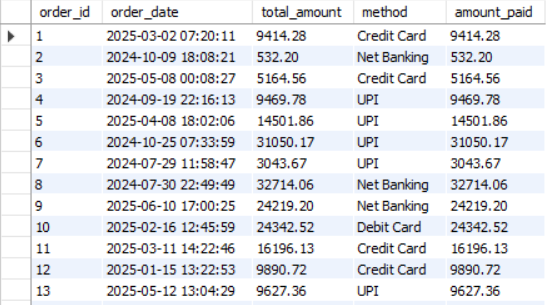 order_id order_date total_amount method amount_paid
1 2025-03-02 07:20:11 9414.28 Credit Card 9414.28
2 2024-10-09 18:08:21 532.20 Net Banking 532.20
3 2025-05-08 00:08:27 5164.56 Credit Card 5164.56
4 2024-09-19 22:16:13 9469.78 UPI 9469.78
5 2025-04-08 18:02:06 14501.86 UPI 14501.86
6 2024-10-25 07:33:59 31050.17 UPI 31050.17
7 2024-07-29 11:58:47 3043.67 UPI 3043.67
8 2024-07-30 22:49:49 32714.06 Net Banking 32714.06
9 2025-06-10 17:00:25 24219.20 Net Banking 24219.20
10 2025-02-16 12:45:59 24342.52 Debit Card 24342.52
11 2025-03-11 14:22:46 16196.13 Credit Card 16196.13
12 2025-01-15 13:22:53 9890.72 Credit Card 9890.72
13 2025-05-12 13:04:29 9627.36 UPI 9627.36